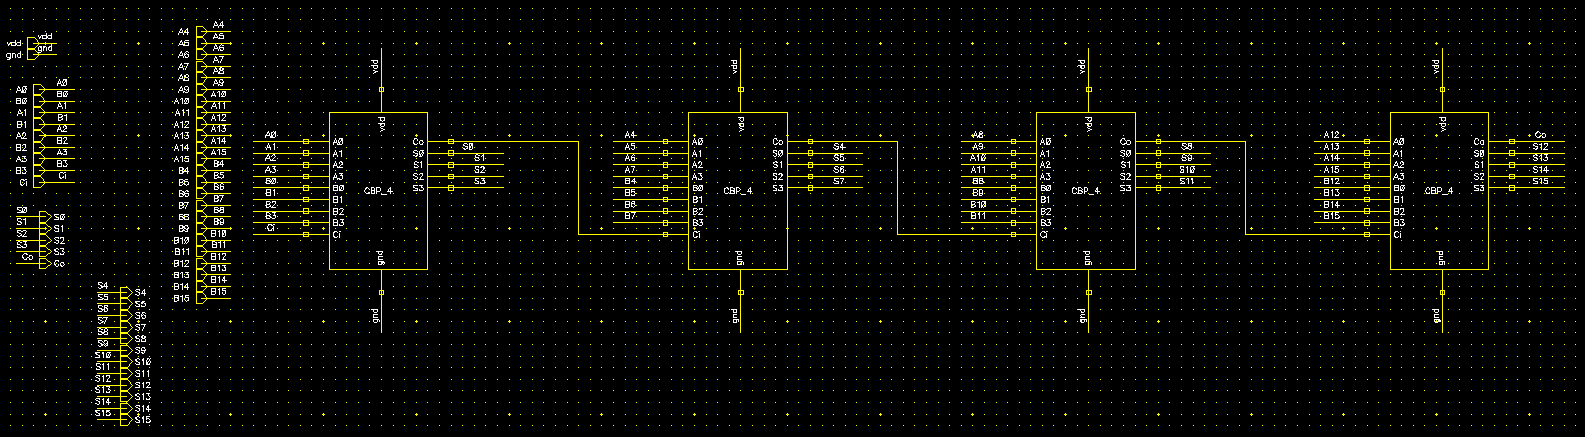 vdd vdd
gnd gnd
A0 A0
B0 B0
A1 A1
B1 B1
A2 A2
B2 B2
A3 A3
B3 B3
Ci Ci
S0 S0
S1 S1
S2 S2
S3 S3
Co Co
S4 S4
S5 S5
S6 S6
S7 S7
S8 S8
S9 S9
S10 S10
S11 S11
S12 S12
S13 S13
S14 S14
S15 S15
A4 A4
A5 A5
A6 A6
A7 A7
A8 A8
A9 A9
A10 A10
A11 A11
A12 A12
A13 A13
A14 A14
A15 A15
B4 B4
B5 B5
B6 B6
B7 B7
B8 B8
B9 B9
B10 B10
B11 B11
B12 B12
B13 B13
B14 B14
B15 B15
vdd
vdd
A0 A0 Co
A1 A1 S0 S0
A2 A2 S1 S1
A3 A3 S2 S2
B0 B0 S3 S3
CBP_4
B1 B1
B2 B2
B3 B3
Ci Ci
gnd
gnd
vdd
vdd
A4 A0 Co
A5 A1 S0 S4
A6 A2 S1 S5
A7 A3 S2 S6
B4 B0 S3 S7
CBP_4
B5 B1
B6 B2
B7 B3
Ci
gnd
gnd
vdd
vdd
A8 A0 Co
A9 A1 S0 S8
A10 A2 S1 S9
A11 A3 S2 S10
B8 B0 S3 S11
CBP_4
B9 B1
B10 B2
B11 B3
Ci
gnd
gnd
vdd
vdd
A12 A0 Co Co
A13 A1 S0 S12
A14 A2 S1 S13
A15 A3 S2 S14
B12 B0 S3 S15
CBP_4
B13 B1
B14 B2
B15 B3
Ci
gnd
gnd